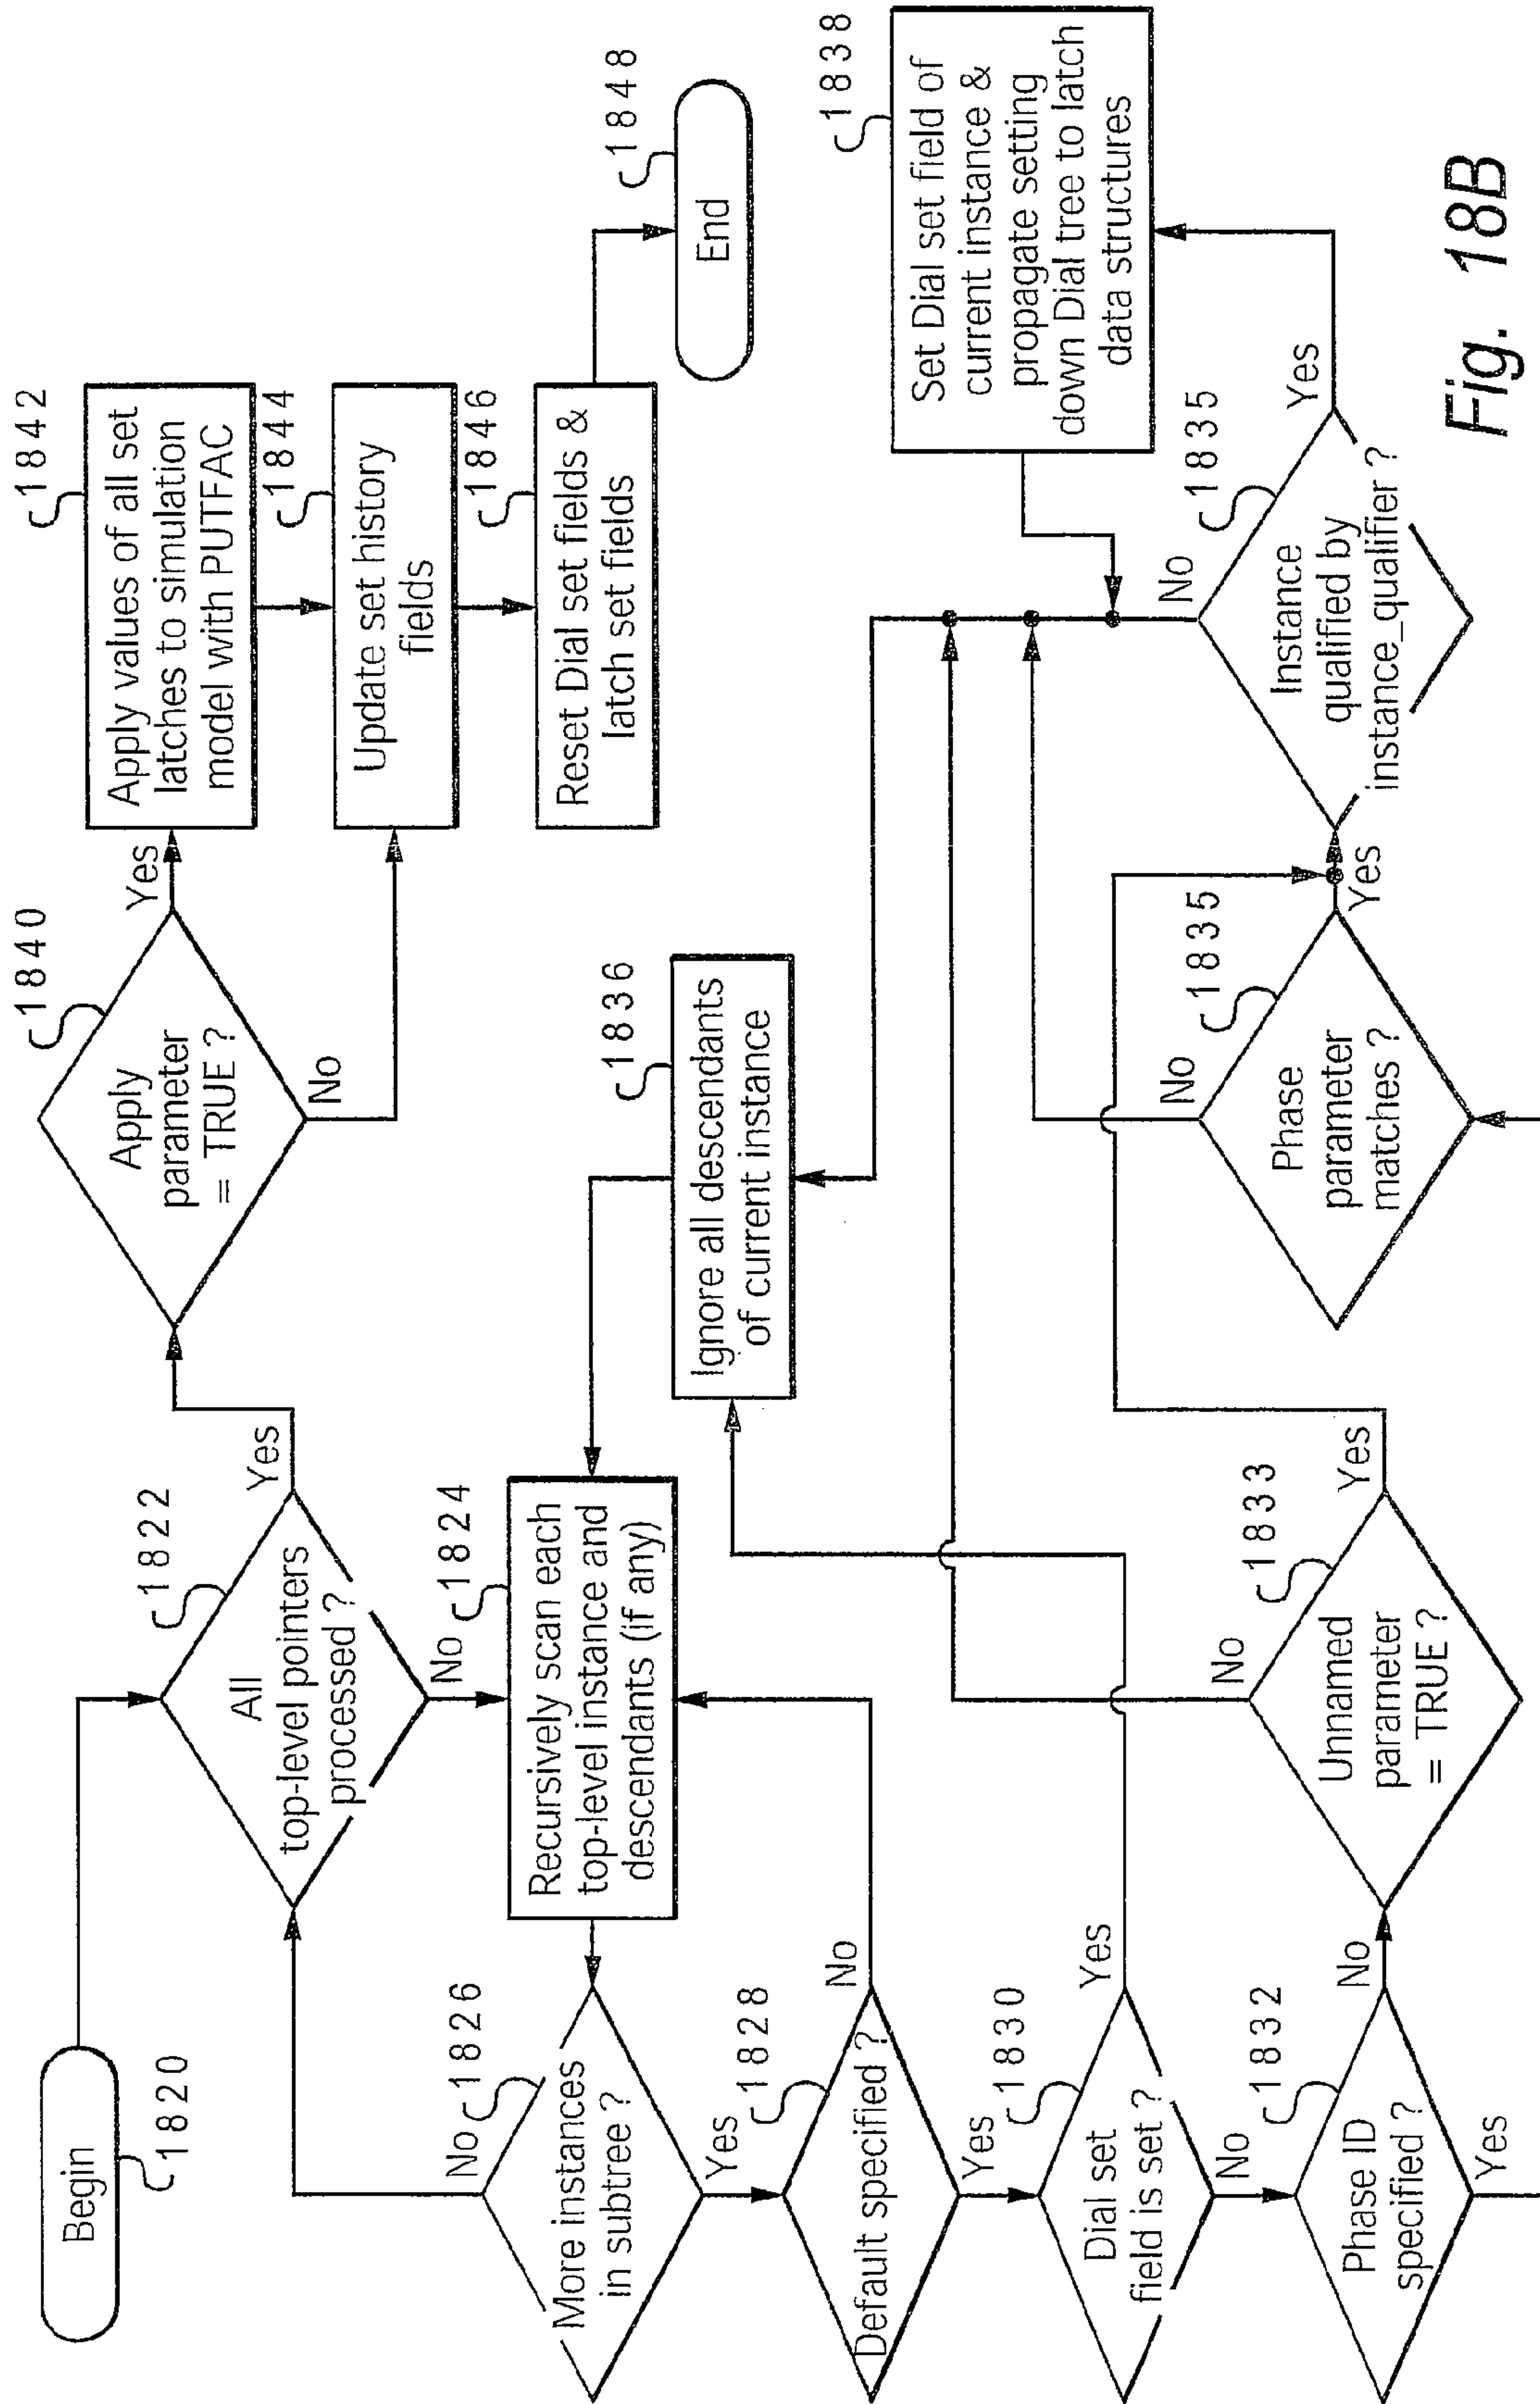 Begin
1820
All
top-level pointers
processed ?
1822
Yes
No
Recursively scan each
top-level instance and
descendants (if any)
1824
More instances
in subtree ?
1826
No
Yes
Default specified ?
1828
No
Yes
Dial set
field is set ?
1830
Yes
No
Phase ID
specified ?
1832
No
Yes
Unnamed
parameter
= TRUE ?
1833
No
Yes
Phase
parameter
matches ?
1835
No
Yes
Instance
qualified by
instance_qualifier ?
1835
No
Yes
Ignore all descendants
of current instance
1836
Set Dial set field of
current instance &
propagate setting
down Dial tree to latch
data structures
1838
Apply
parameter
= TRUE ?
1840
Yes
No
Apply values of all set
latches to simulation
model with PUTFAC
1842
Update set history
fields
1844
Reset Dial set fields &
latch set fields
1846
End
1848
Fig. 18B